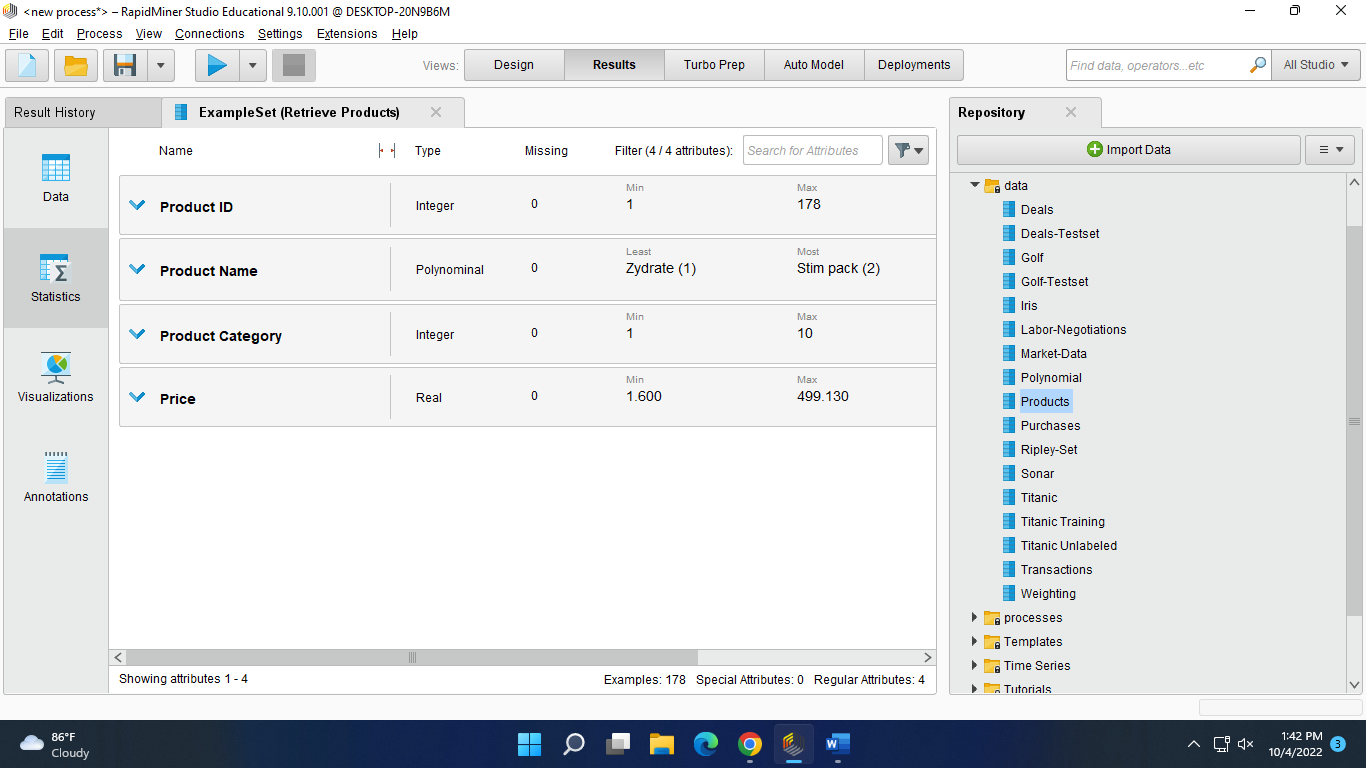 <new process*> – RapidMiner Studio Educational 9.10.001 @ DESKTOP-20N9B6M
File Edit Process View Connections Settings Extensions Help
Views: Design Results Turbo Prep Auto Model Deployments Find data, operators...etc All Studio
Result History ExampleSet (Retrieve Products)
Data
Statistics
Visualizations
Annotations
Name Type Missing Filter (4 / 4 attributes): Search for Attributes
Min Max
Product ID Integer 0 1 178
Least Most
Product Name Polynominal 0 Zydrate (1) Stim pack (2)
Min Max
Product Category Integer 0 1 10
Min Max
Price Real 0 1.600 499.130
Showing attributes 1 - 4 Examples: 178 Special Attributes: 0 Regular Attributes: 4
Repository
Import Data
data
Deals
Deals-Testset
Golf
Golf-Testset
Iris
Labor-Negotiations
Market-Data
Polynomial
Products
Purchases
Ripley-Set
Sonar
Titanic
Titanic Training
Titanic Unlabeled
Transactions
Weighting
processes
Templates
Time Series
Tutorials
86°F
Cloudy
1:42 PM
10/4/2022
3